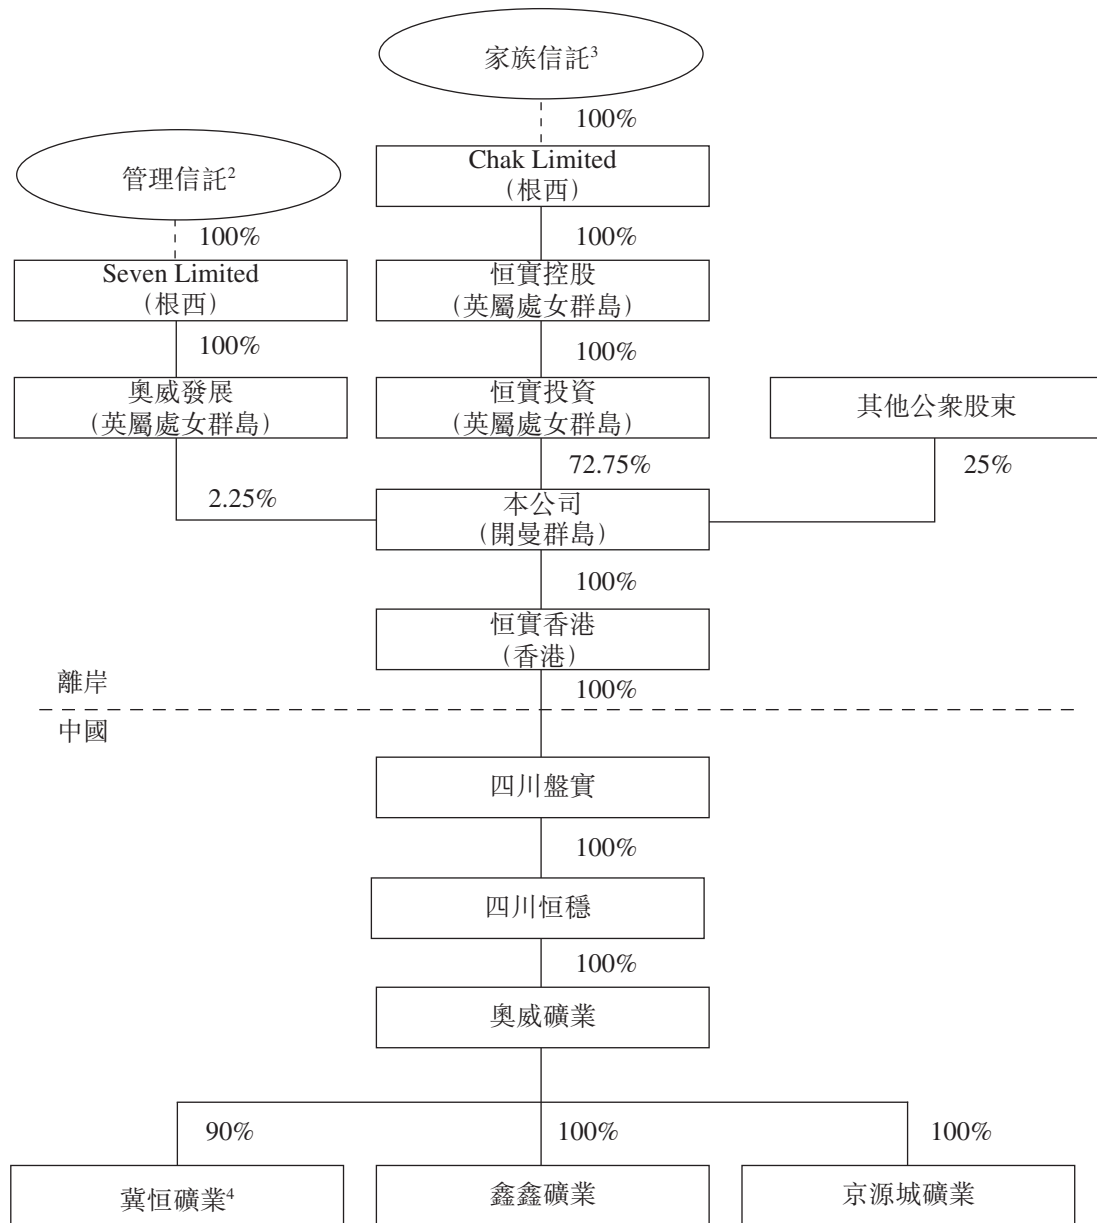 家族信託3
100%
管理信託2
Chak Limited
（根西）
100%
100%
Seven Limited
（根西）
恒實控股
（英屬處女群島）
100%
100%
奧威發展
（英屬處女群島）
恒實投資
（英屬處女群島）
其他公眾股東
2.25%
72.75%
25%
本公司
（開曼群島）
100%
恒實香港
（香港）
離岸
100%
中國
四川盤實
100%
四川恒穩
100%
奧威礦業
90%
100%
100%
冀恒礦業4
鑫鑫礦業
京源城礦業